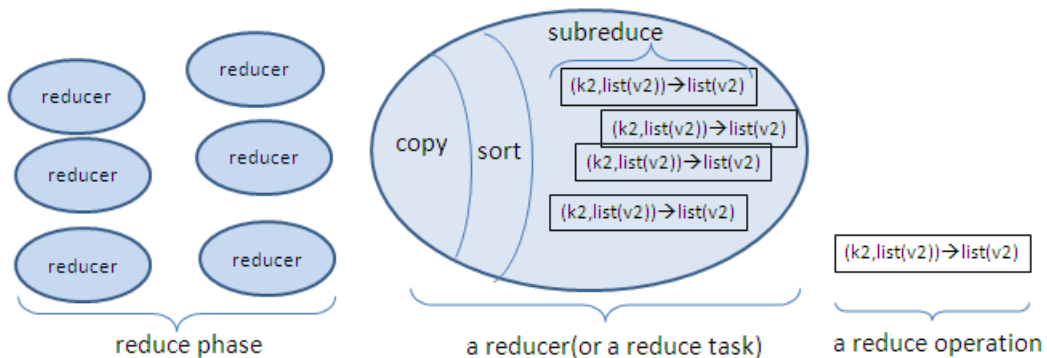 reducer
reducer
reducer
reducer
reducer
reducer
reduce phase
subreduce
copy
sort
(k2,list(v2))→list(v2)
(k2,list(v2))→list(v2)
(k2,list(v2))→list(v2)
(k2,list(v2))→list(v2)
a reducer(or a reduce task)
(k2,list(v2))→list(v2)
a reduce operation